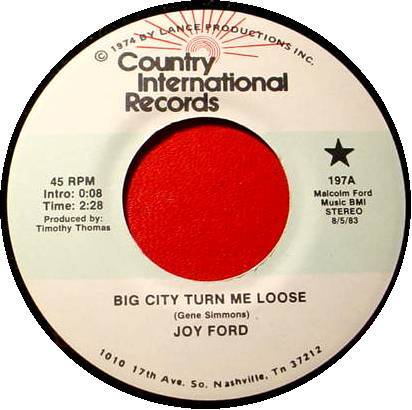 © 1974 BY LANCE PRODUCTIONS INC.
Country
International
Records
45 RPM
Intro: 0:08
Time: 2:28
Produced by:
Timothy Thomas
197A
Malcolm Ford
Music BMI
STEREO
8/5/83
BIG CITY TURN ME LOOSE
(Gene Simmons)
JOY FORD
1010 17th Ave. So. Nashville, Tn 37212